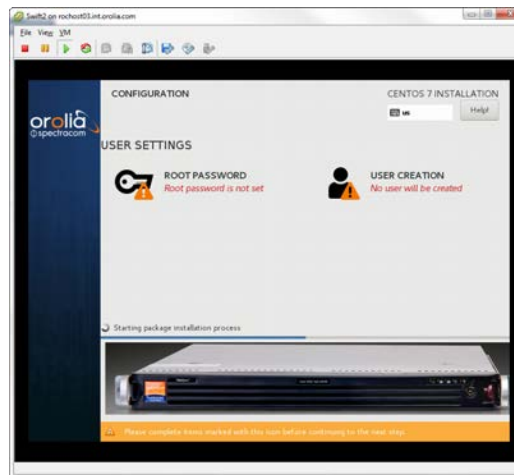 Swift2 on rochost03.int.orolia.com
File View VM
CONFIGURATION
CENTOS 7 INSTALLATION
us
Help!
orolia
spectracom
USER SETTINGS
ROOT PASSWORD
Root password is not set
USER CREATION
No user will be created
Starting package installation process
Please complete items marked with this icon before continuing to the next step.